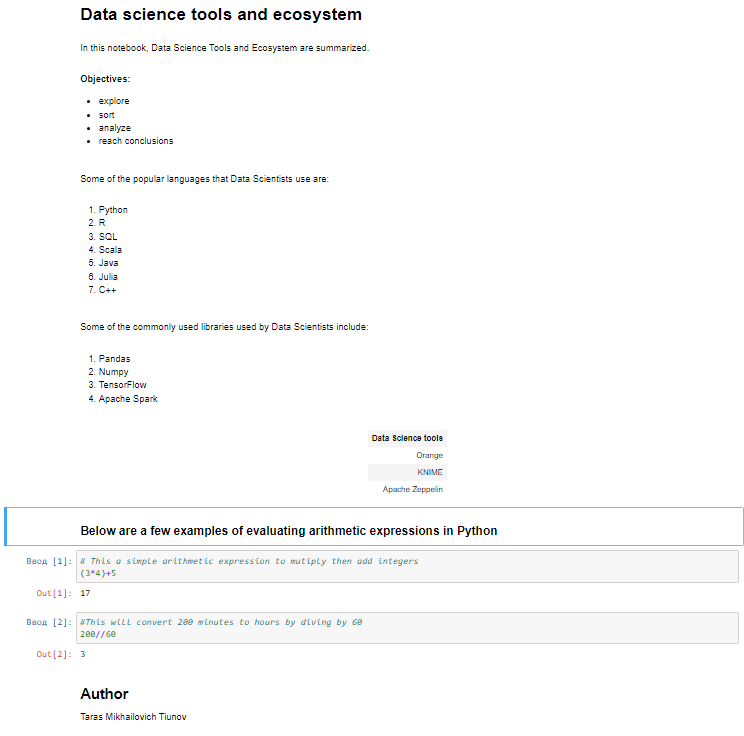 Data science tools and ecosystem
In this notebook, Data Science Tools and Ecosystem are summarized.
Objectives:
• explore
• sort
• analyze
• reach conclusions
Some of the popular languages that Data Scientists use are:
1. Python
2. R
3. SQL
4. Scala
5. Java
6. Julia
7. C++
Some of the commonly used libraries used by Data Scientists include:
1. Pandas
2. Numpy
3. TensorFlow
4. Apache Spark
Data Science tools
Orange
KNIME
Apache Zeppelin
Below are a few examples of evaluating arithmetic expressions in Python
Ввод [1]: # This a simple arithmetic expression to mutiply then add integers
(3*4)+5
Out[1]: 17
Ввод [2]: #This will convert 200 minutes to hours by diving by 60
200//60
Out[2]: 3
Author
Taras Mikhailovich Tiunov